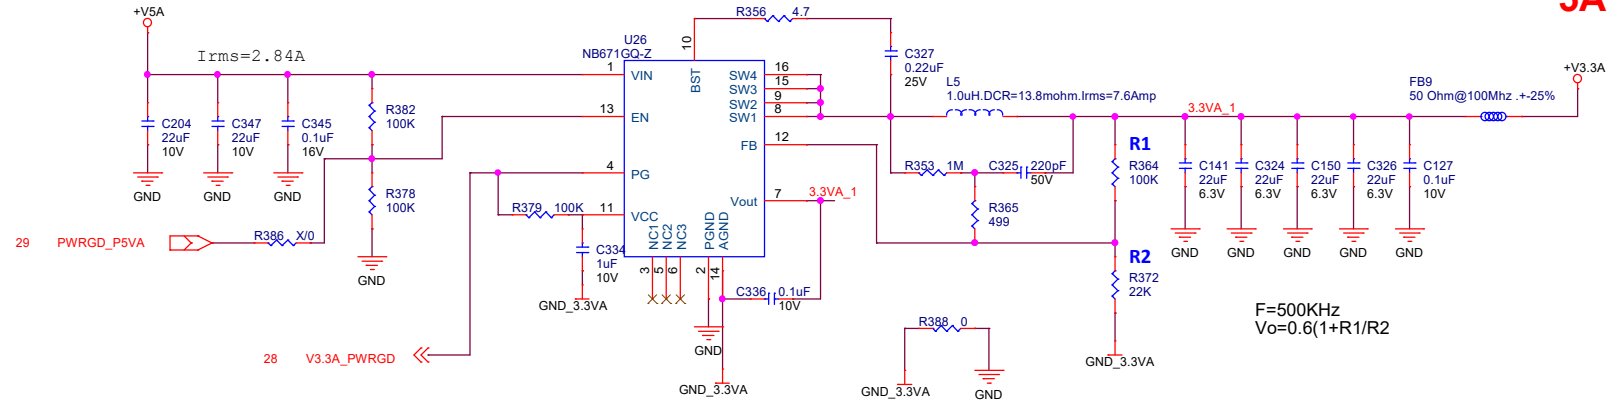 3A
+V5A
Irms=2.84A
C204
22uF
10V
GND
C347
22uF
10V
GND
C345
0.1uF
16V
GND
R382
100K
R378
100K
GND
29 PWRGD_P5VA
R386 X/0
28 V3.3A_PWRGD
R379 100K
C334
1uF
10V
GND_3.3VA
U26
NB671GQ-Z
1 VIN
13 EN
4 PG
11 VCC
10 BST
SW4 16
SW3 15
SW2 9
SW1 8
FB 12
Vout 7
NC1 3
NC2 5
NC3 6
PGND 2
AGND 14
GND
GND_3.3VA
R356 4.7
C327
0.22uF
25V
L5
1.0uH.DCR=13.8mohm.Irms=7.6Amp
R353 1M
C325 220pF
50V
R365
499
3.3VA_1
C336 0.1uF
10V
R388 0
GND_3.3VA
GND
3.3VA_1
R1
R364
100K
R2
R372
22K
GND_3.3VA
C141
22uF
6.3V
GND
C324
22uF
6.3V
GND
C150
22uF
6.3V
GND
C326
22uF
6.3V
GND
C127
0.1uF
10V
GND
FB9
50 Ohm@100Mhz .+-25%
+V3.3A
F=500KHz
Vo=0.6(1+R1/R2